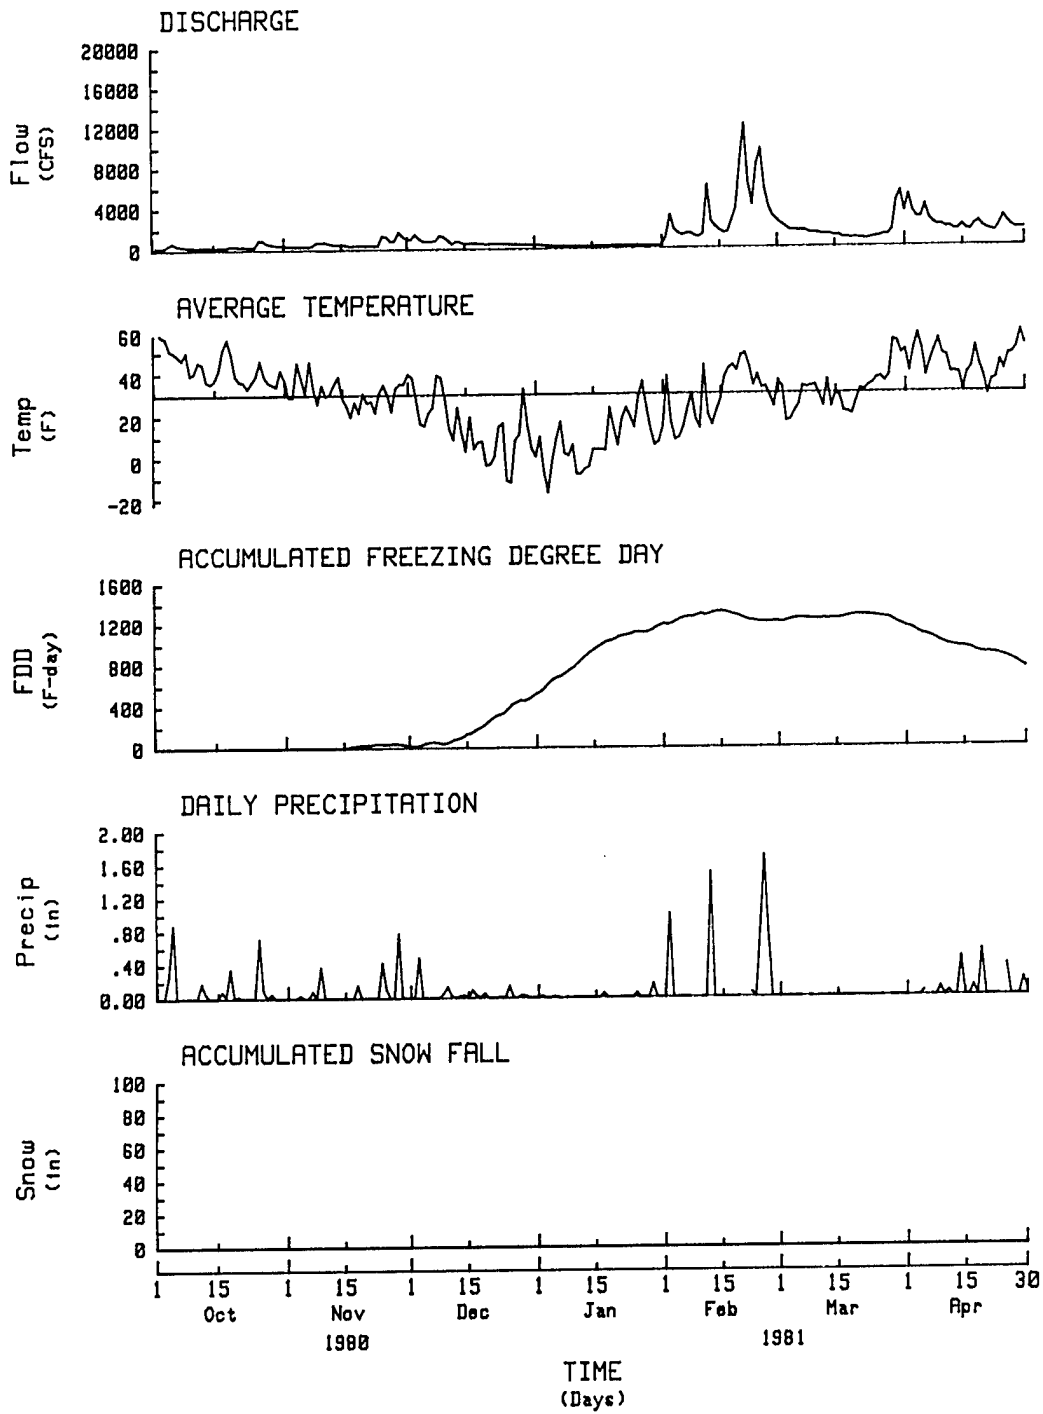 DISCHARGE
20000
16000
12000
8000
4000
0
Flow
(CFS)
AVERAGE TEMPERATURE
60
40
20
0
-20
Temp
(F)
ACCUMULATED FREEZING DEGREE DAY
1600
1200
800
400
0
FDD
(F-day)
DAILY PRECIPITATION
2.00
1.60
1.20
.80
.40
0.00
Precip
(in)
ACCUMULATED SNOW FALL
100
80
60
40
20
0
Snow
(in)
1 15 1 15 1 15 1 15 1 15 1 15 1 15 30
Oct Nov Dec Jan Feb Mar Apr
1980 1981
TIME
(Days)